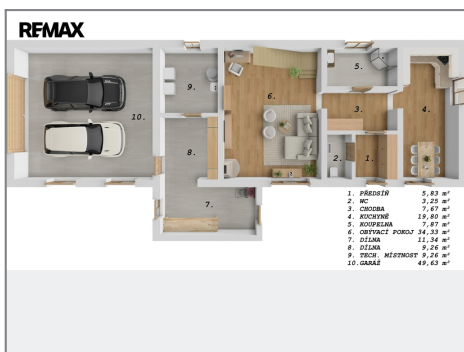 RE/MAX
9.
5.
6.
4.
10.
3.
8.
2.
1.
7.
1. PŘEDSÍŇ 5,83 m²
2. WC 3,25 m²
3. CHODBA 7,67 m²
4. KUCHYNĚ 19,80 m²
5. KOUPELNA 7,87 m²
6. OBÝVACÍ POKOJ 34,33 m²
7. DÍLNA 11,34 m²
8. DÍLNA 9,26 m²
9. TECH. MÍSTNOST 9,26 m²
10. GARÁŽ 49,63 m²